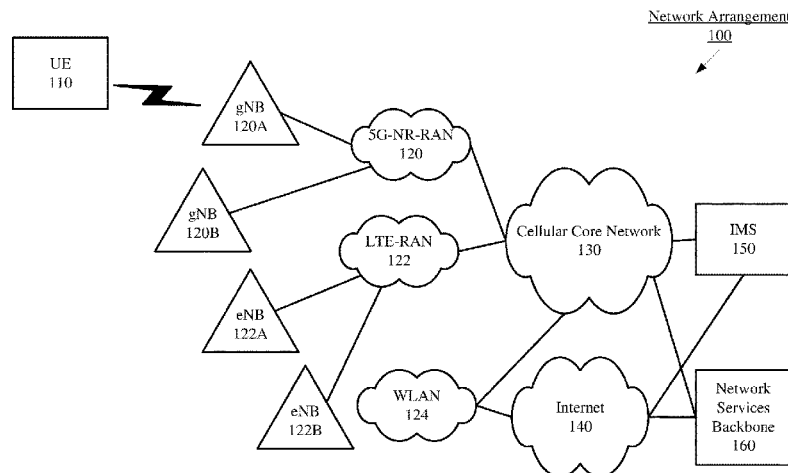 Network Arrangement
100
UE
110
gNB
120A
5G-NR-RAN
120
gNB
120B
LTE-RAN
122
Cellular Core Network
130
IMS
150
eNB
122A
eNB
122B
WLAN
124
Internet
140
Network
Services
Backbone
160